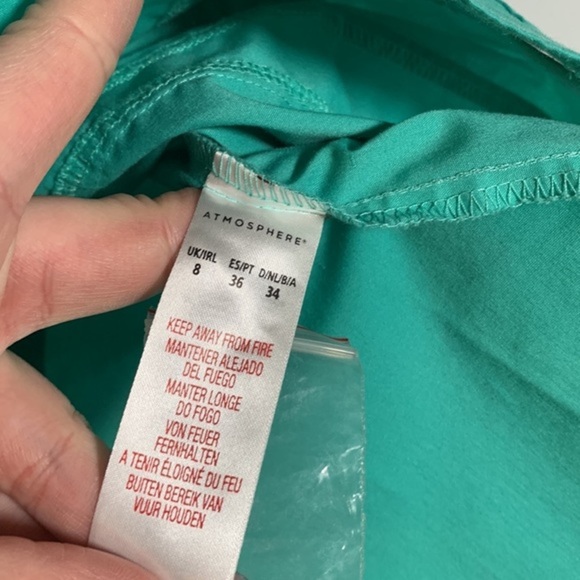 ATMOSPHERE®
UK/IRL ES/PT D/NL/B/A
8 36 34
KEEP AWAY FROM FIRE
MANTENER ALEJADO
DEL FUEGO
MANTER LONGE
DO FOGO
VON FEUER
FERNHALTEN
A TENIR ÉLOIGNÉ DU FEU
BUITEN BEREIK VAN
VUUR HOUDEN